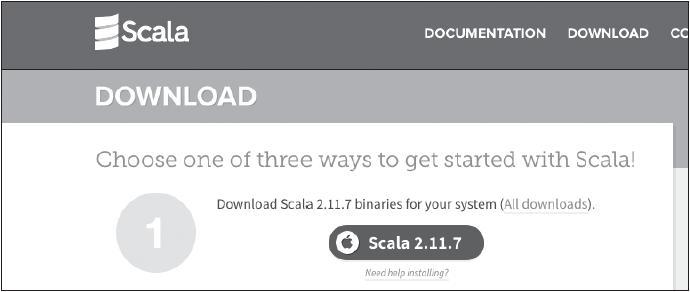 Scala
DOCUMENTATION DOWNLOAD CO
DOWNLOAD
Choose one of three ways to get started with Scala!
1
Download Scala 2.11.7 binaries for your system (All downloads).
Scala 2.11.7
Need help installing?